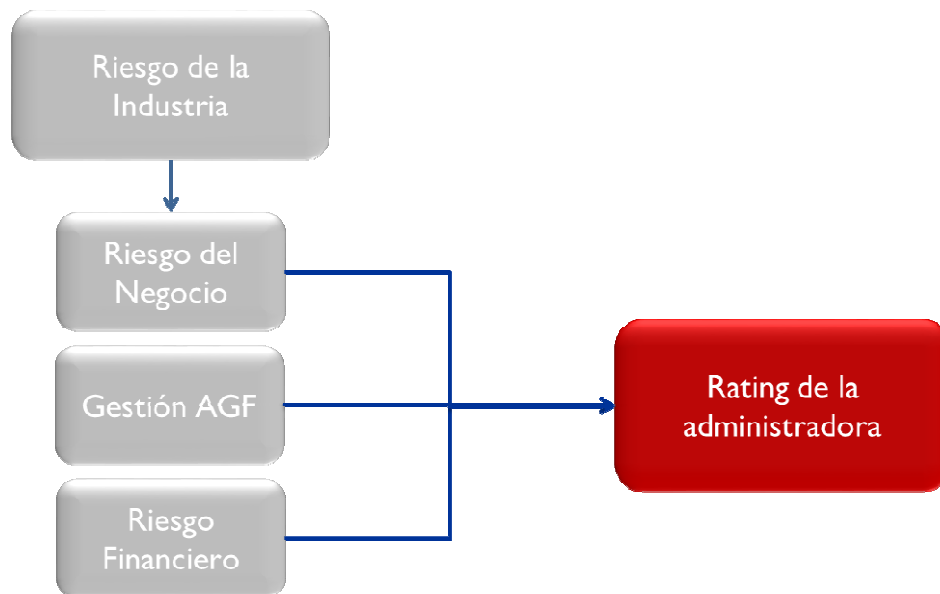 Riesgo de la
Industria
Riesgo del
Negocio
Gestión AGF
Riesgo
Financiero
Rating de la
administradora